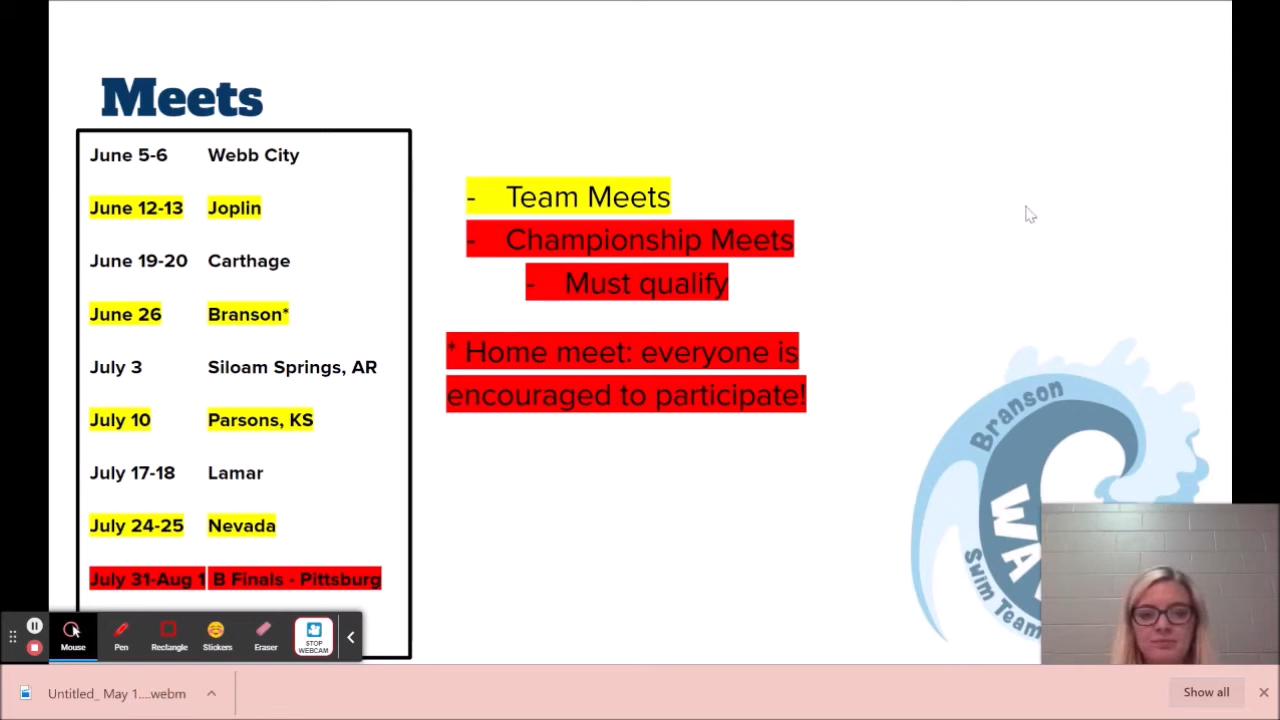 Meets
June 5-6 Webb City
June 12-13 Joplin
June 19-20 Carthage
June 26 Branson*
July 3 Siloam Springs, AR
July 10 Parsons, KS
July 17-18 Lamar
July 24-25 Nevada
July 31-Aug 1 B Finals - Pittsburg
- Team Meets
- Championship Meets
- Must qualify
* Home meet: everyone is
encouraged to participate!
Branson
WA
Swim Team
Mouse Pen Rectangle Stickers Eraser STOP
WEBCAM
Untitled_ May 1....webm
Show all